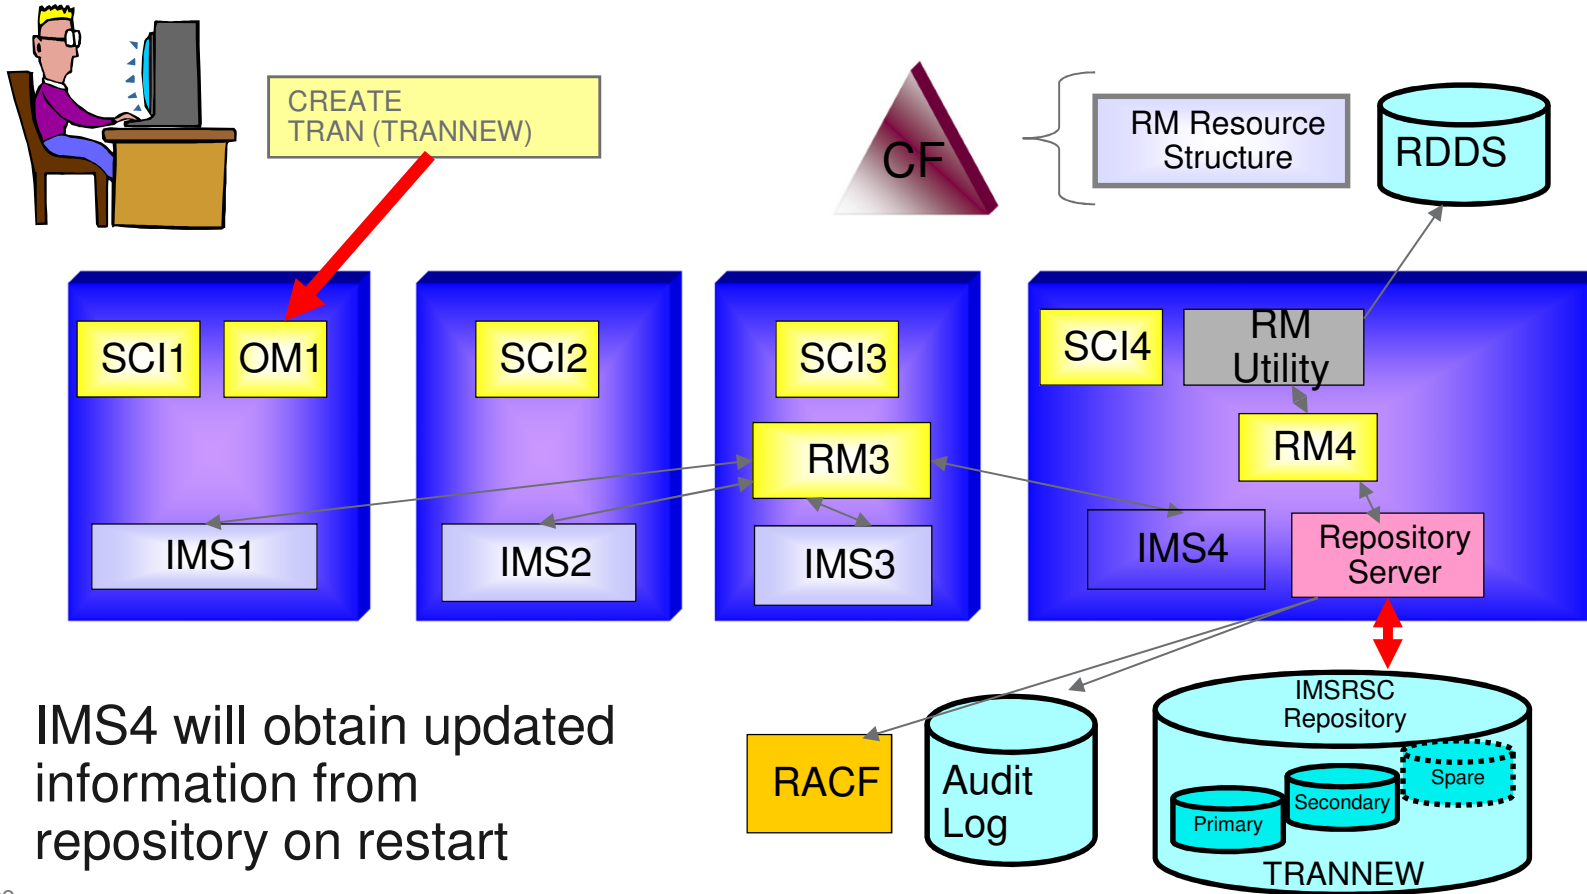 CREATE
TRAN (TRANNEW)
CF
RM Resource
Structure
RDDS
SCI1
OM1
SCI2
SCI3
SCI4
RM
Utility
RM3
RM4
IMS1
IMS2
IMS3
IMS4
Repository
Server
IMS4 will obtain updated
information from
repository on restart
RACF
Audit
Log
IMSRSC
Repository
Primary
Secondary
Spare
TRANNEW